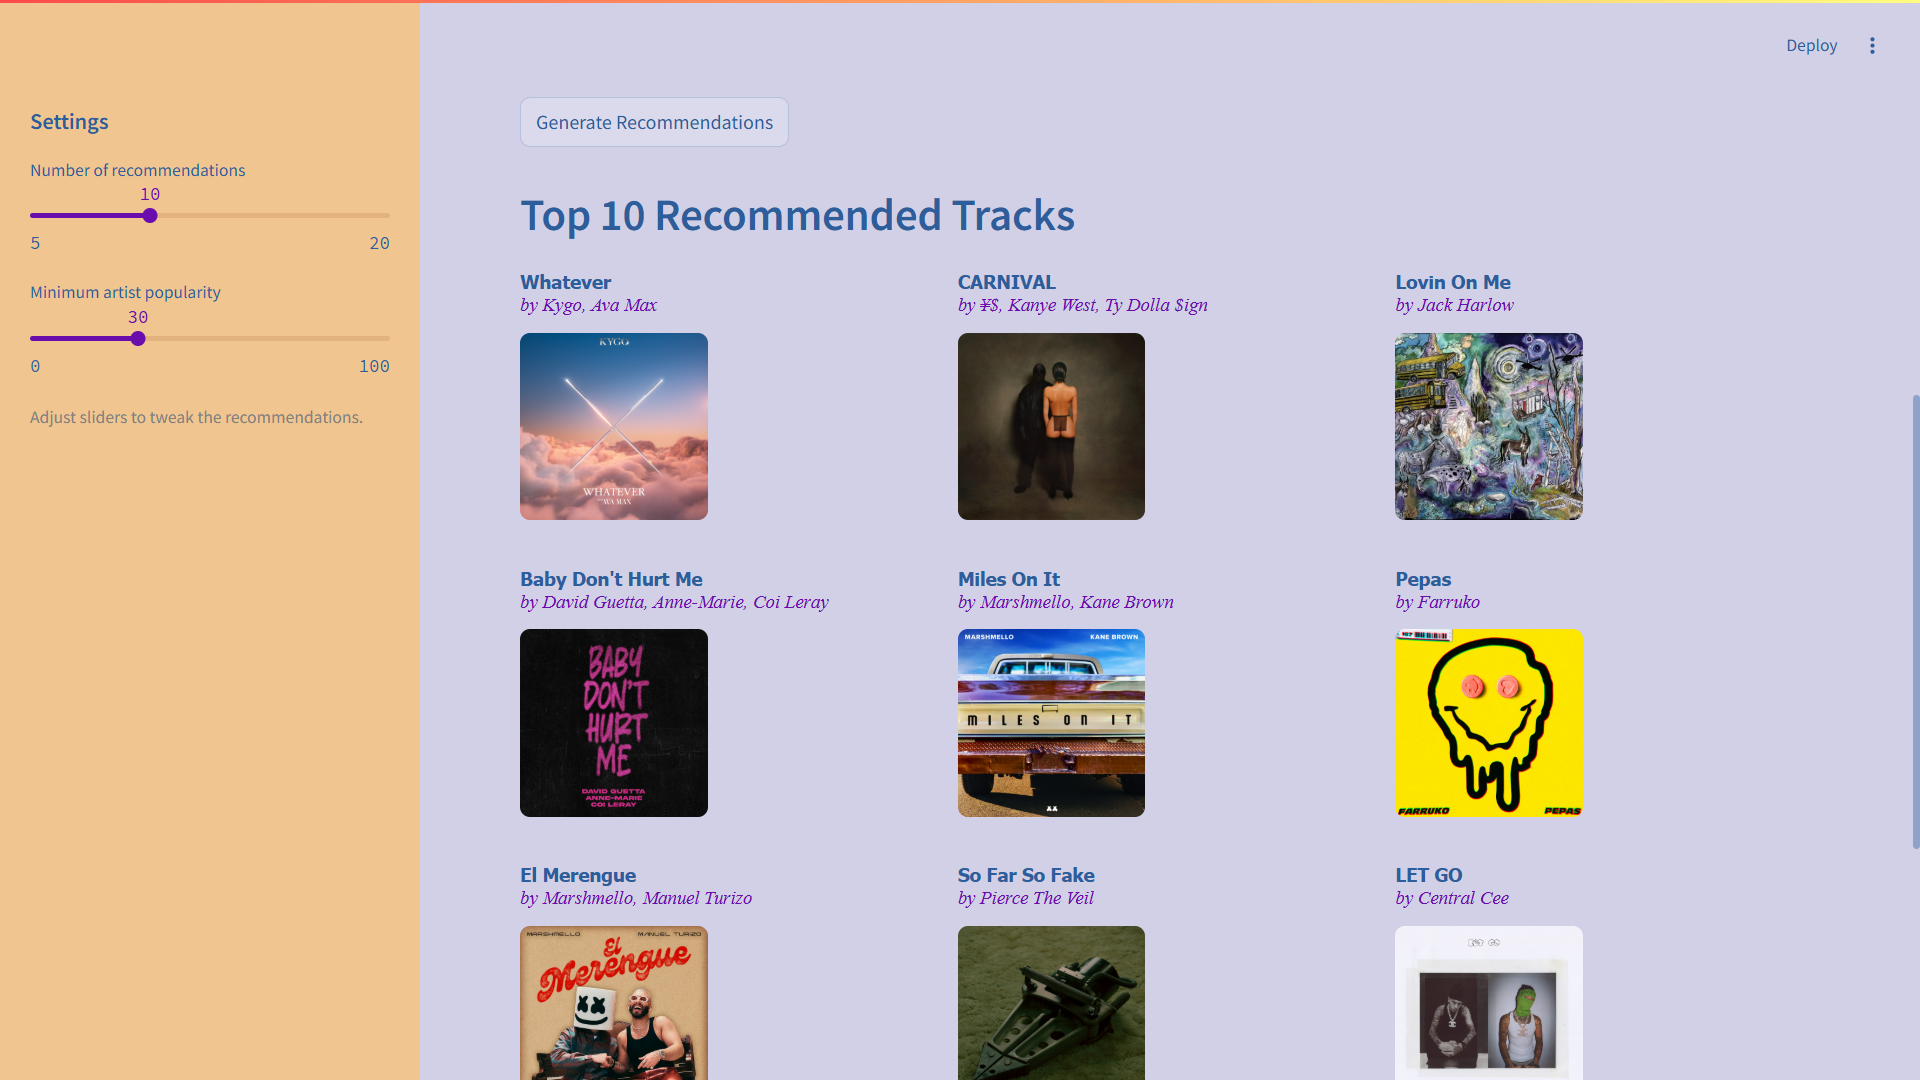 Deploy
Settings
Number of recommendations
10
5
20
Minimum artist popularity
30
0
100
Adjust sliders to tweak the recommendations.
Generate Recommendations
Top 10 Recommended Tracks
Whatever
by Kygo, Ava Max
KYGO
WHATEVER
AVA MAX
CARNIVAL
by ¥$, Kanye West, Ty Dolla $ign
Lovin On Me
by Jack Harlow
Baby Don't Hurt Me
by David Guetta, Anne-Marie, Coi Leray
BABY
DON'T
HURT
ME
DAVID GUETTA
ANNE-MARIE
COI LERAY
Miles On It
by Marshmello, Kane Brown
MARSHMELLO
KANE BROWN
MILES ON IT
Pepas
by Farruko
FARRUKO
PEPAS
El Merengue
by Marshmello, Manuel Turizo
MARSHMELLO
MANUEL TURIZO
El
Merengue
So Far So Fake
by Pierce The Veil
LET GO
by Central Cee